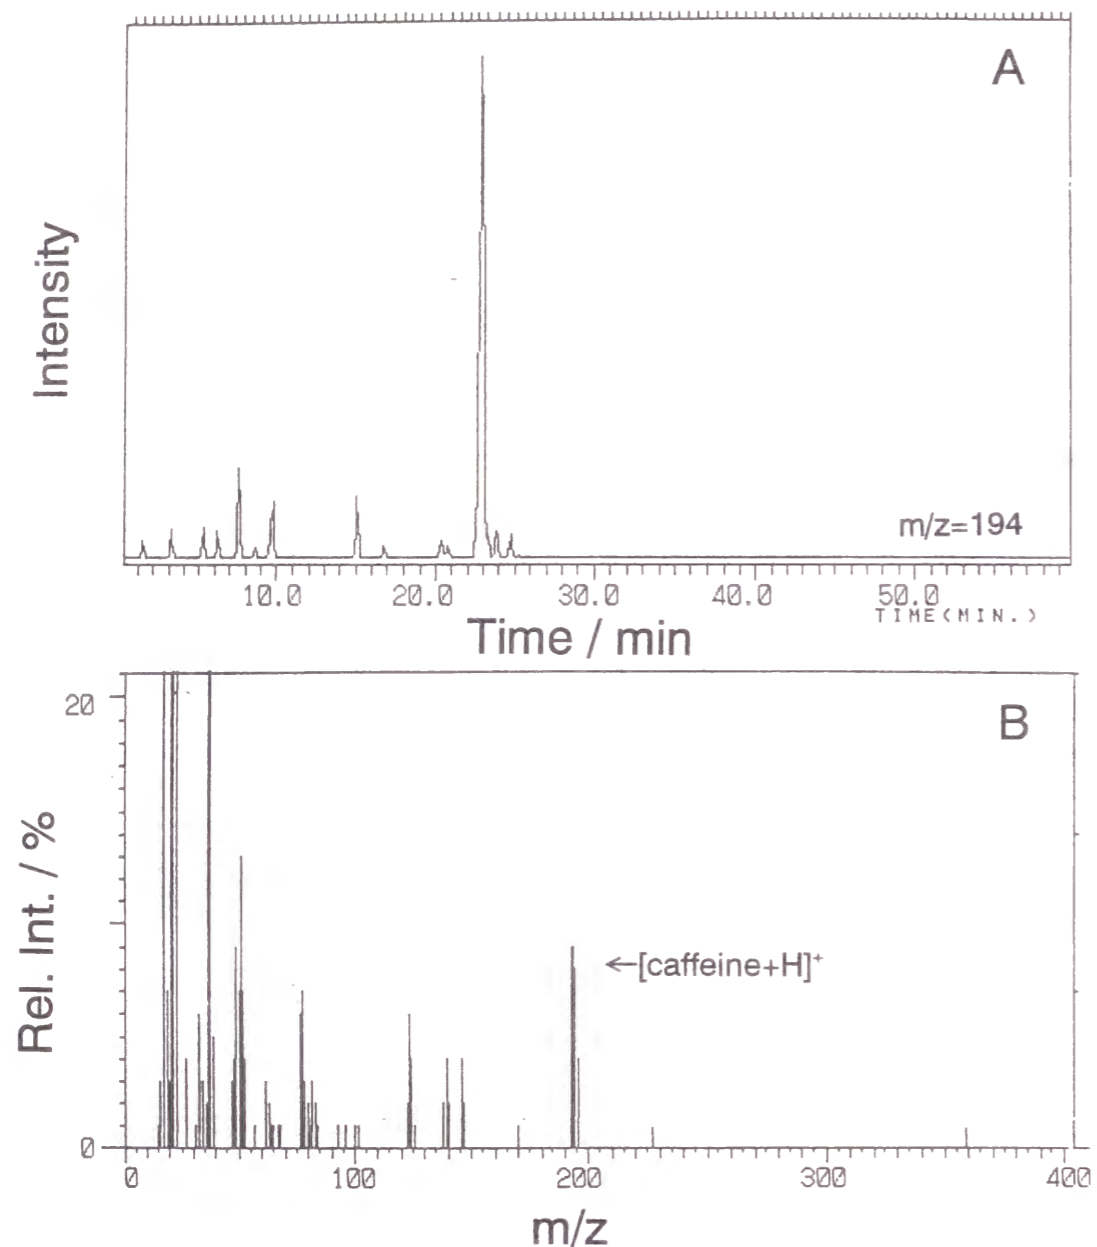 A
Intensity
m/z=194
10.0 20.0 30.0 40.0 50.0
TIME(MIN.)
Time / min
20
B
Rel. Int. / %
←[caffeine+H]⁺
0
0 100 200 300 400
m/z